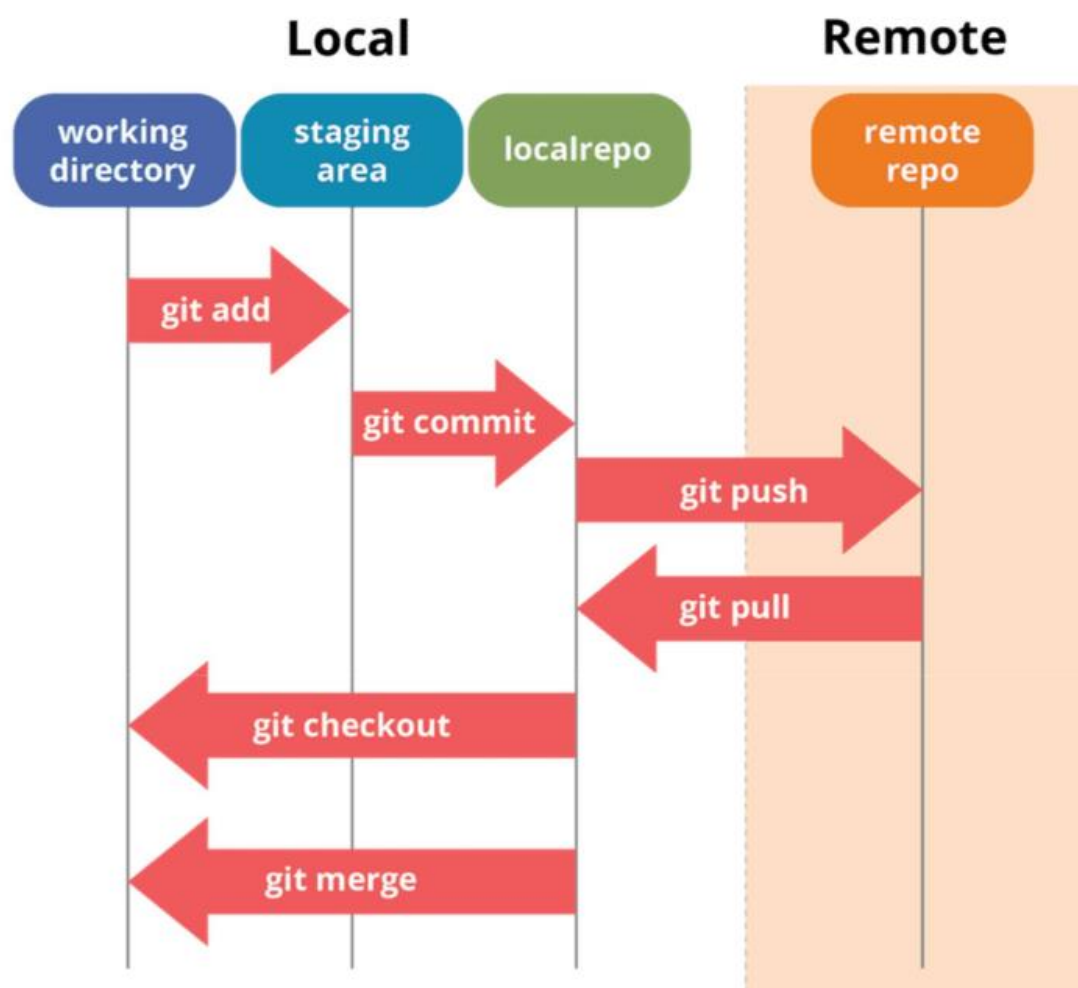 Local
Remote
working
directory
staging
area
localrepo
remote
repo
git add
git commit
git push
git pull
git checkout
git merge